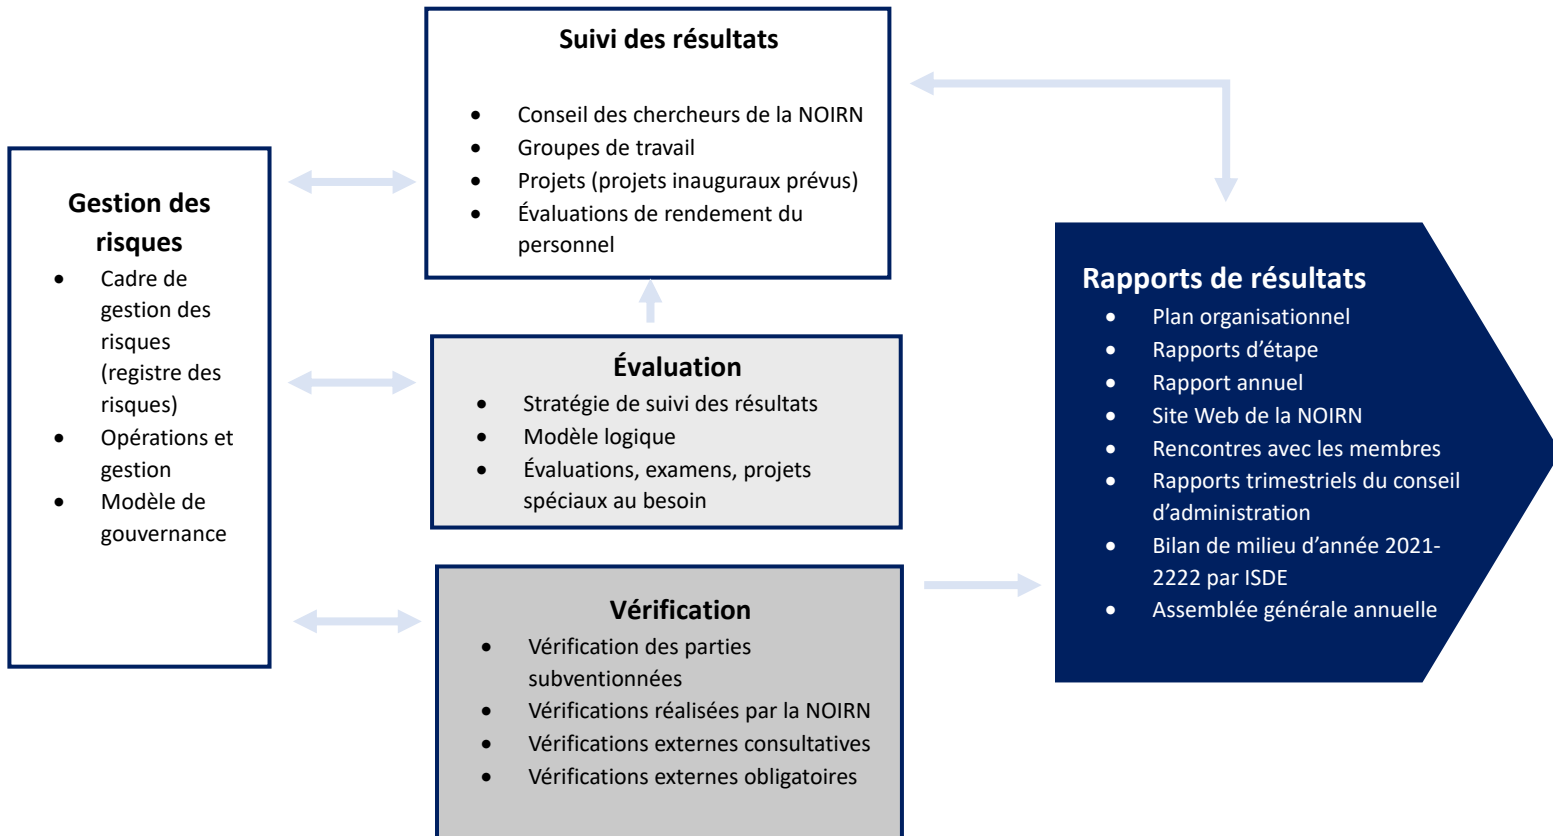 Suivi des résultats
• Conseil des chercheurs de la NOIRN
• Groupes de travail
• Projets (projets inauguraux prévus)
• Évaluations de rendement du
personnel
Gestion des
risques
• Cadre de
gestion des
risques
(registre des
risques)
• Opérations et
gestion
• Modèle de
gouvernance
Évaluation
• Stratégie de suivi des résultats
• Modèle logique
• Évaluations, examens, projets
spéciaux au besoin
Vérification
• Vérification des parties
subventionnées
• Vérifications réalisées par la NOIRN
• Vérifications externes consultatives
• Vérifications externes obligatoires
Rapports de résultats
• Plan organisationnel
• Rapports d’étape
• Rapport annuel
• Site Web de la NOIRN
• Rencontres avec les membres
• Rapports trimestriels du conseil
d’administration
• Bilan de milieu d’année 2021-
2222 par ISDE
• Assemblée générale annuelle